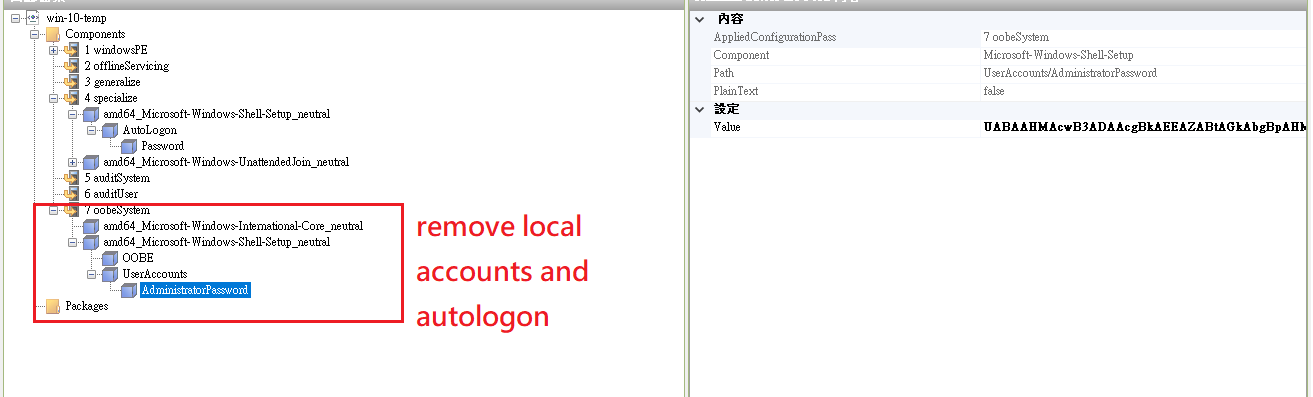 win-10-temp
Components
1 windowsPE
2 offlineServicing
3 generalize
4 specialize
amd64_Microsoft-Windows-Shell-Setup_neutral
AutoLogon
Password
amd64_Microsoft-Windows-UnattendedJoin_neutral
5 auditSystem
6 auditUser
7 oobeSystem
amd64_Microsoft-Windows-International-Core_neutral
amd64_Microsoft-Windows-Shell-Setup_neutral
OOBE
UserAccounts
AdministratorPassword
Packages
remove local
accounts and
autologon
內容
AppliedConfigurationPass 7 oobeSystem
Component Microsoft-Windows-Shell-Setup
Path UserAccounts/AdministratorPassword
PlainText false
設定
Value